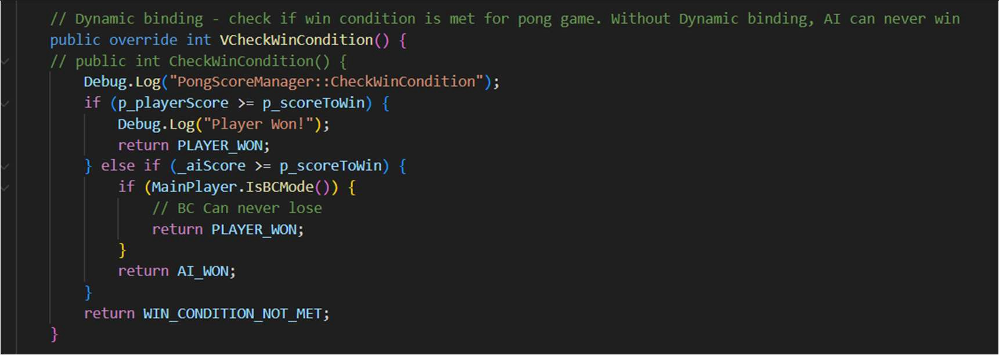 // Dynamic binding - check if win condition is met for pong game. Without Dynamic binding, AI can never win
public override int VCheckWinCondition() {
// public int CheckWinCondition() {
Debug.Log("PongScoreManager::CheckWinCondition");
if (p_playerScore >= p_scoreToWin) {
Debug.Log("Player Won!");
return PLAYER_WON;
} else if (_aiScore >= p_scoreToWin) {
if (MainPlayer.IsBCMode()) {
// BC Can never lose
return PLAYER_WON;
}
return AI_WON;
}
return WIN_CONDITION_NOT_MET;
}